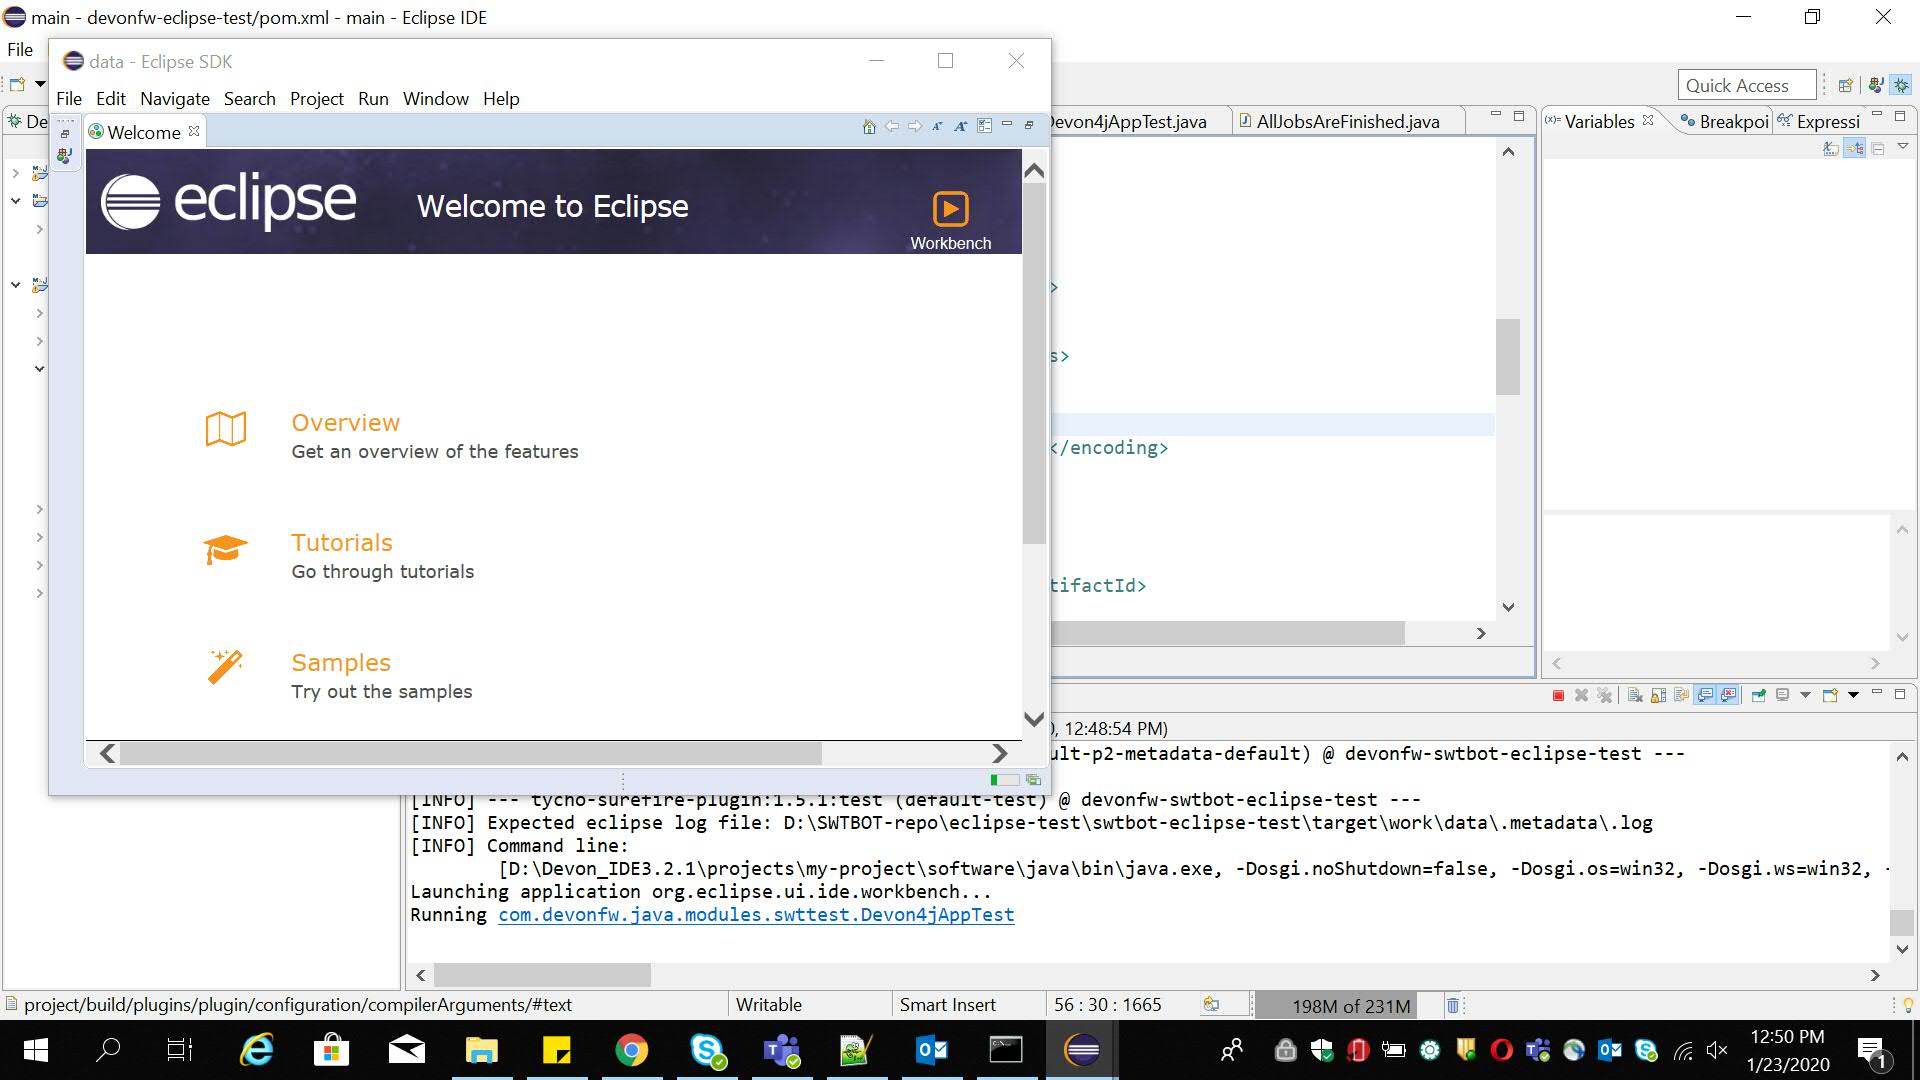 main - devonfw-eclipse-test/pom.xml - main - Eclipse IDE
File
data - Eclipse SDK
File Edit Navigate Search Project Run Window Help
Quick Access
De
Welcome
Devon4jAppTest.java
AllJobsAreFinished.java
(x)= Variables
Breakpoi
Expressi
eclipse
Welcome to Eclipse
Workbench
>
s>
Overview
Get an overview of the features
</encoding>
Tutorials
Go through tutorials
tifactId>
Samples
Try out the samples
), 12:48:54 PM)
ult-p2-metadata-default) @ devonfw-swtbot-eclipse-test ---
[INFO] --- tycho-surefire-plugin:1.5.1:test (default-test) @ devonfw-swtbot-eclipse-test ---
[INFO] Expected eclipse log file: D:\SWTBOT-repo\eclipse-test\swtbot-eclipse-test\target\work\data\.metadata\.log
[INFO] Command line:
[D:\Devon_IDE3.2.1\projects\my-project\software\java\bin\java.exe, -Dosgi.noShutdown=false, -Dosgi.os=win32, -Dosgi.ws=win32, -
Launching application org.eclipse.ui.ide.workbench...
Running com.devonfw.java.modules.swttest.Devon4jAppTest
project/build/plugins/plugin/configuration/compilerArguments/#text
Writable
Smart Insert
56 : 30 : 1665
198M of 231M
12:50 PM
1/23/2020
1